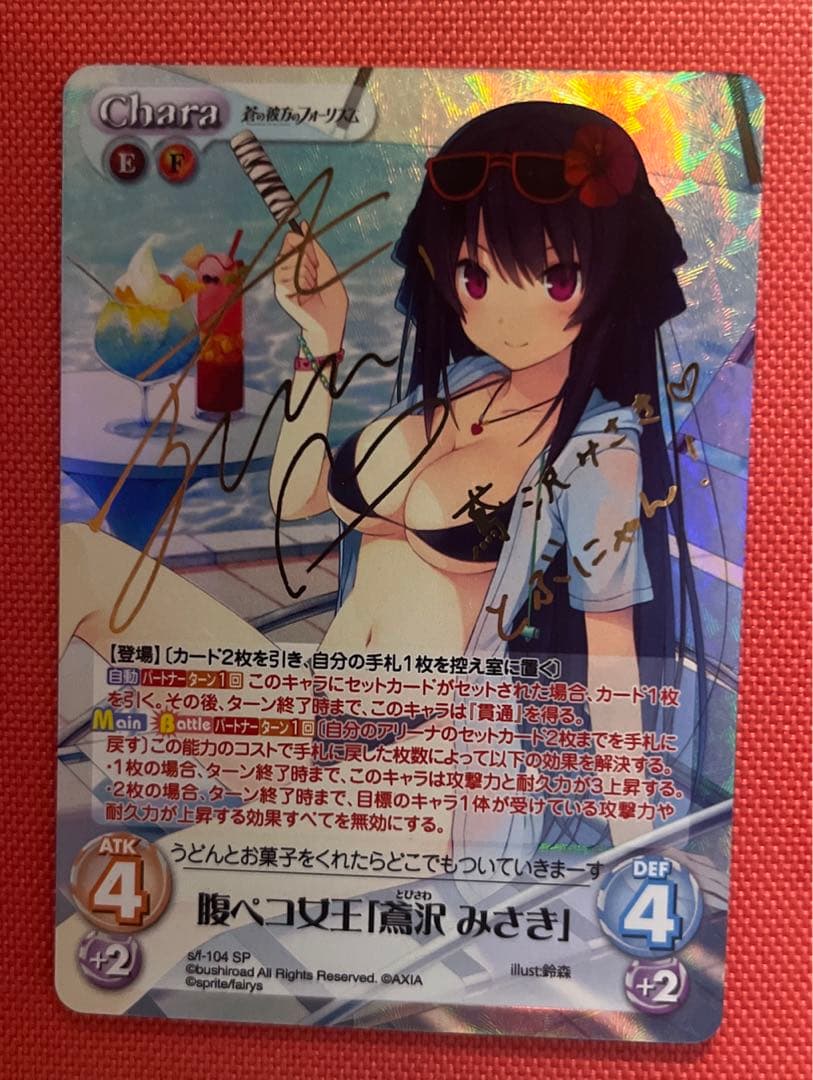 Chara 蒼の彼方のフォーリズム
E F
鳶沢みさき♡
とぶにゃん!
【登場】〔カード2枚を引き、自分の手札1枚を控え室に置く〕
自動 パートナー ターン1回 このキャラにセットカードがセットされた場合、カード1枚
を引く。その後、ターン終了時まで、このキャラは「貫通」を得る。
Main Battle パートナー ターン1回 〔自分のアリーナのセットカード2枚までを手札に
戻す〕この能力のコストで手札に戻した枚数によって以下の効果を解決する。
・1枚の場合、ターン終了時まで、このキャラは攻撃力と耐久力が3上昇する。
・2枚の場合、ターン終了時まで、目標のキャラ1体が受けている攻撃力や
耐久力が上昇する効果すべてを無効にする。
ATK 4
うどんとお菓子をくれたらどこでもついていきまーす
DEF 4
とびさわ
腹ペコ女王「鳶沢 みさき」
+2
s/f-104 SP
©bushiroad All Rights Reserved. ©AXIA
©sprite/fairys
illust:鈴森
+2